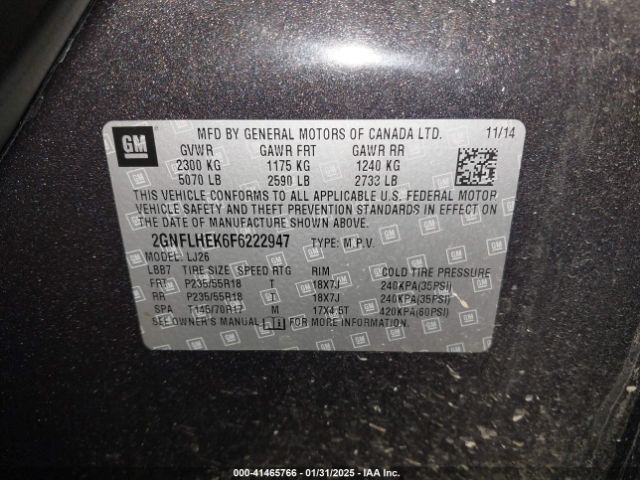 GM
MFD BY GENERAL MOTORS OF CANADA LTD. 11/14
GVWR GAWR FRT GAWR RR
2300 KG 1175 KG 1240 KG
5070 LB 2590 LB 2733 LB
THIS VEHICLE CONFORMS TO ALL APPLICABLE U.S. FEDERAL MOTOR
VEHICLE SAFETY AND THEFT PREVENTION STANDARDS IN EFFECT ON
THE DATE OF MANUFACTURE SHOWN ABOVE.
2GNFLHEK6F6222947 TYPE: M.P.V.
MODEL: LJ26
LBB7 TIRE SIZE SPEED RTG RIM COLD TIRE PRESSURE
FRT P235/55R18 T 18X7J 240KPA(35PSI)
RR P235/55R18 T 18X7J 240KPA(35PSI)
SPA T145/70R17 M 17X4.5T 420KPA(60PSI)
SEE OWNER'S MANUAL FOR MORE INFORMATION.
000-41465766 - 01/31/2025 - IAA Inc.